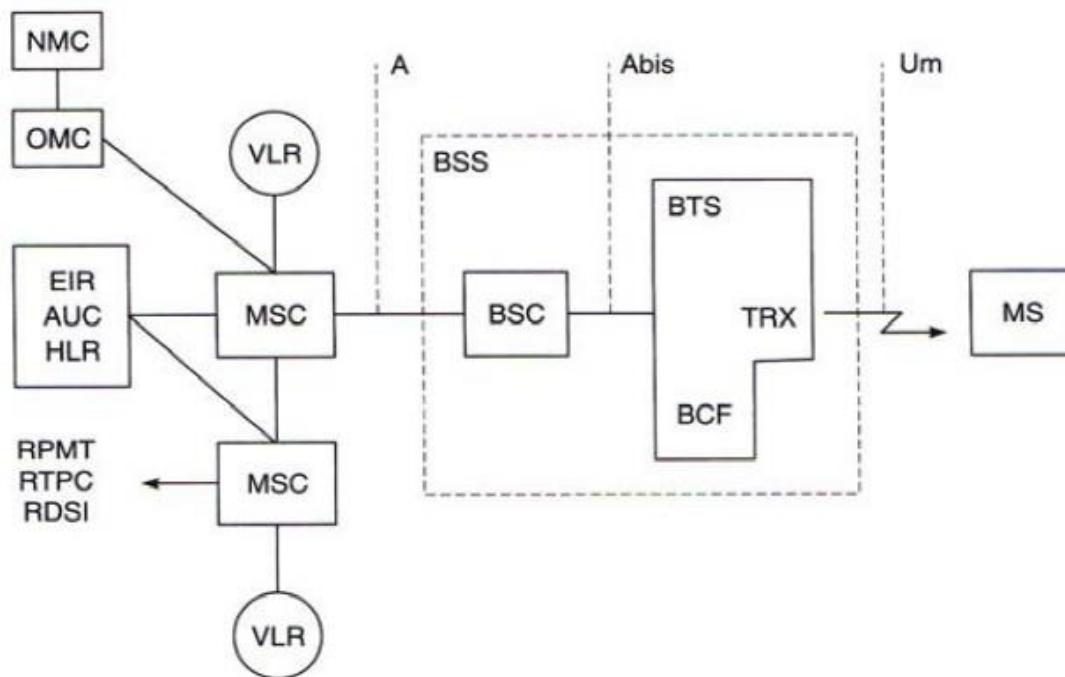 NMC
OMC
VLR
A
Abis
Um
BSS
BTS
EIR
AUC
HLR
MSC
BSC
TRX
MS
BCF
RPMT
RTPC
RDSI
MSC
VLR